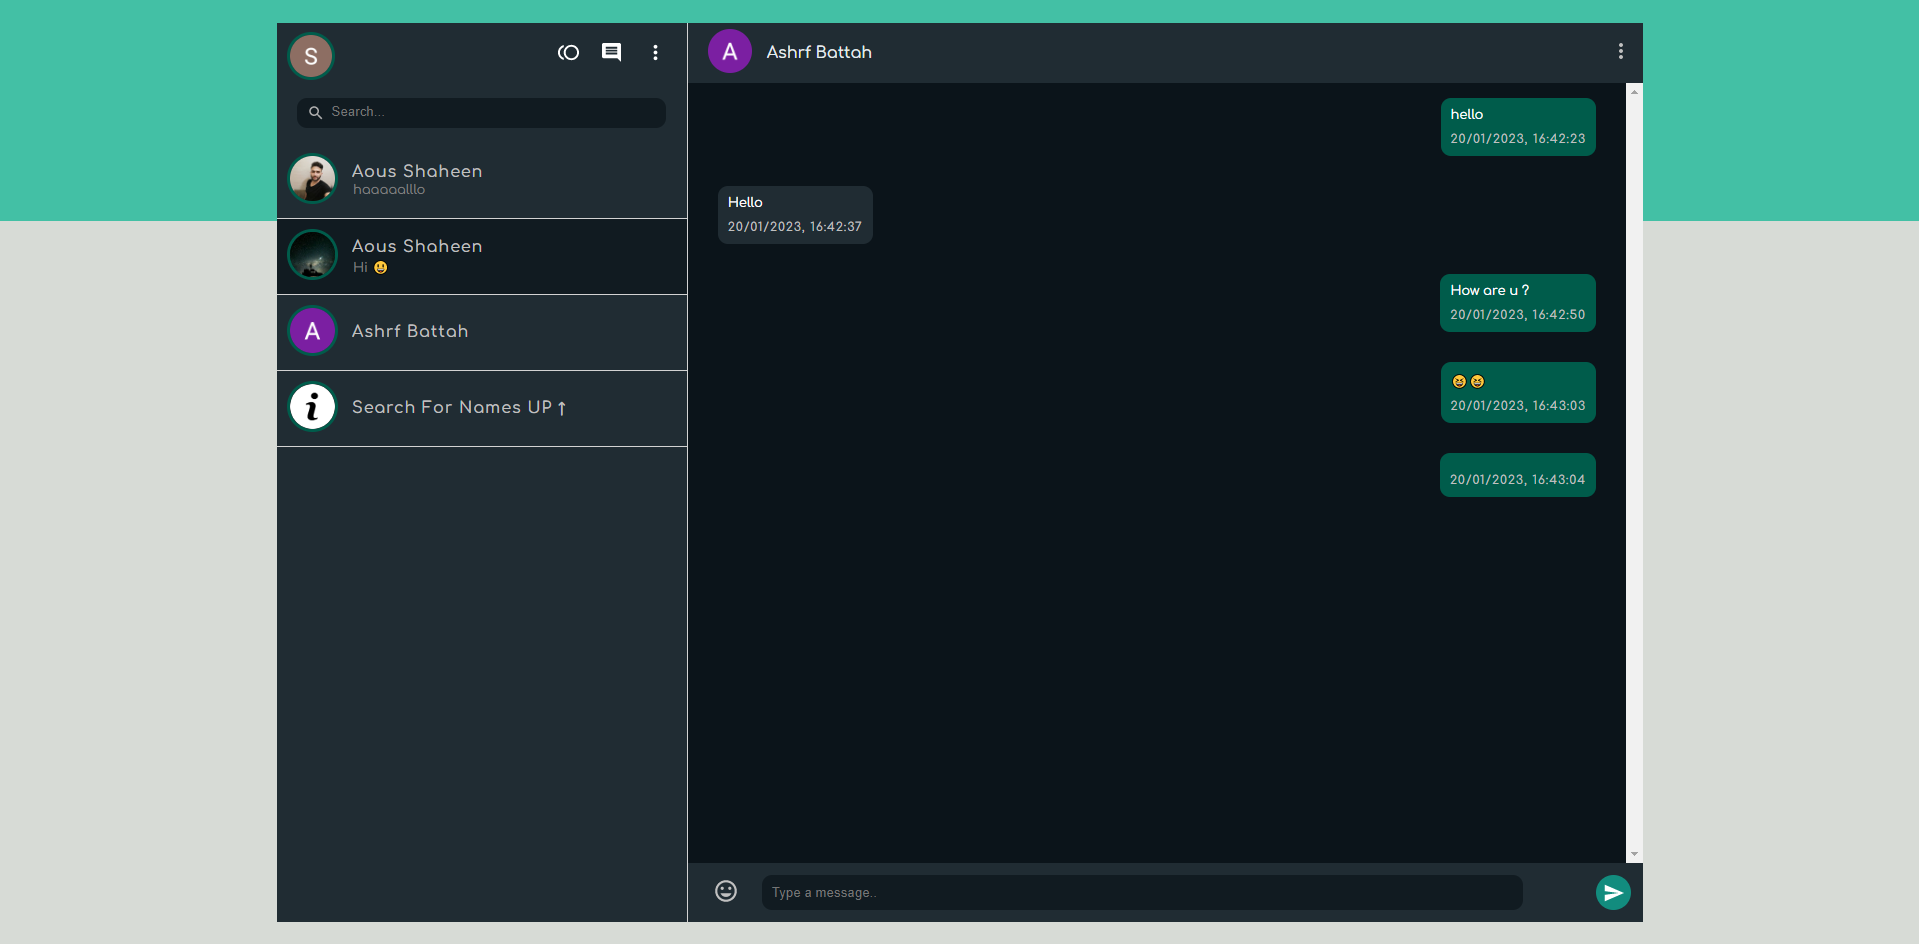 S
Search...
Aous Shaheen
haaaaalllo
Aous Shaheen
Hi 😃
A
Ashrf Battah
i
Search For Names UP ↑
A
Ashrf Battah
hello
20/01/2023, 16:42:23
Hello
20/01/2023, 16:42:37
How are u ?
20/01/2023, 16:42:50
😆😆
20/01/2023, 16:43:03
20/01/2023, 16:43:04
Type a message..